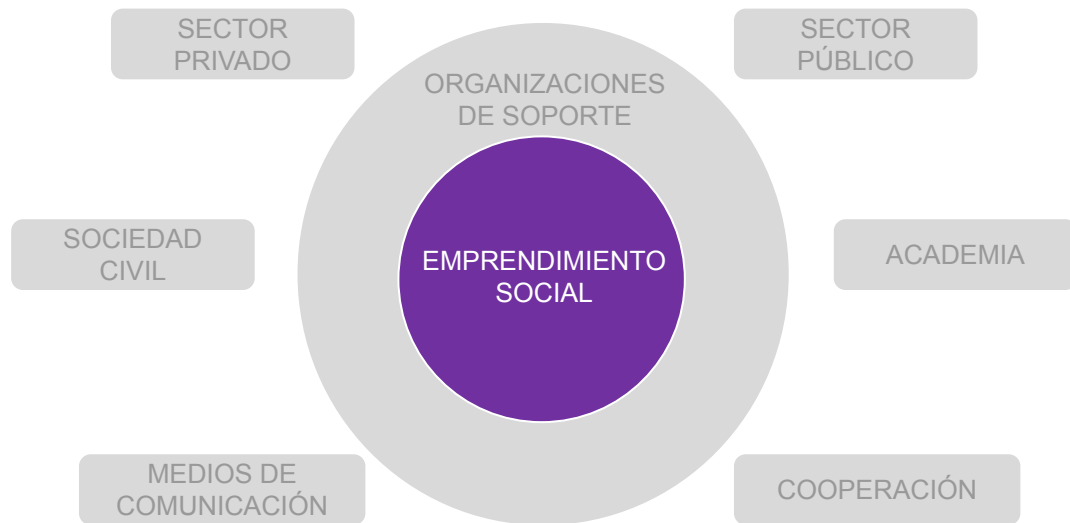 SECTOR
PRIVADO
SECTOR
PÚBLICO
ORGANIZACIONES
DE SOPORTE
SOCIEDAD
CIVIL
EMPRENDIMIENTO
SOCIAL
ACADEMIA
MEDIOS DE
COMUNICACIÓN
COOPERACIÓN